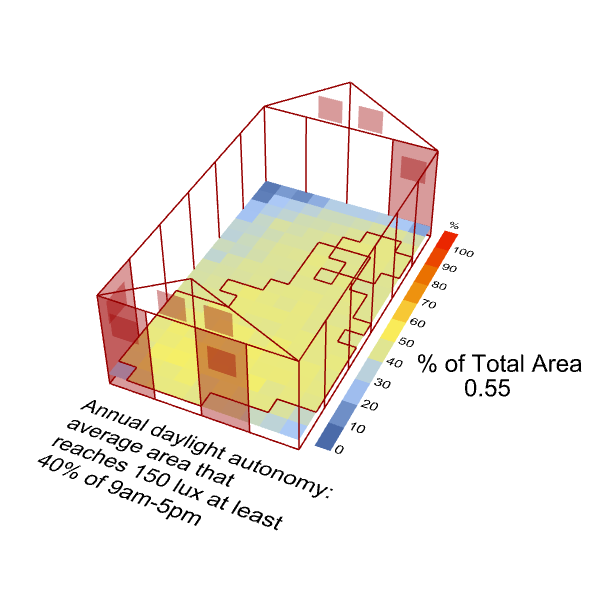 %
100
90
80
70
60
50
40
30
20
10
0
% of Total Area
0.55
Annual daylight autonomy:
average area that
reaches 150 lux at least
40% of 9am-5pm